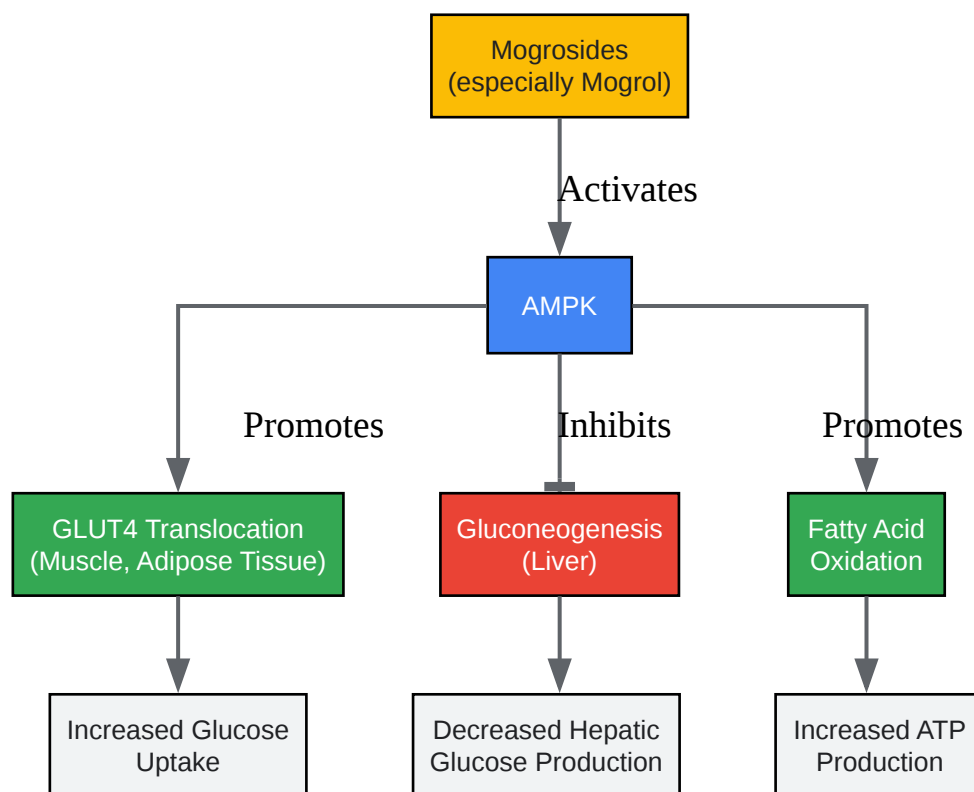 Mogrosides
(especially Mogrol)
Activates
AMPK
Promotes
Inhibits
Promotes
GLUT4 Translocation
(Muscle, Adipose Tissue)
Gluconeogenesis
(Liver)
Fatty Acid
Oxidation
Increased Glucose
Uptake
Decreased Hepatic
Glucose Production
Increased ATP
Production